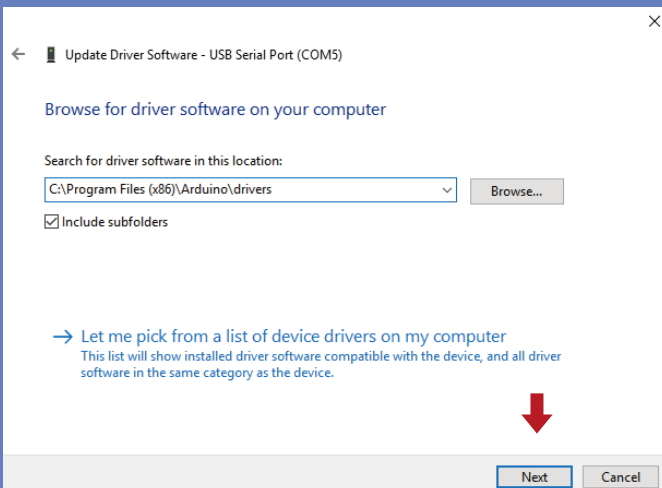 Update Driver Software - USB Serial Port (COM5)
Browse for driver software on your computer
Search for driver software in this location:
C:\Program Files (x86)\Arduino\drivers
Browse...
Include subfolders
Let me pick from a list of device drivers on my computer
This list will show installed driver software compatible with the device, and all driver
software in the same category as the device.
Next
Cancel